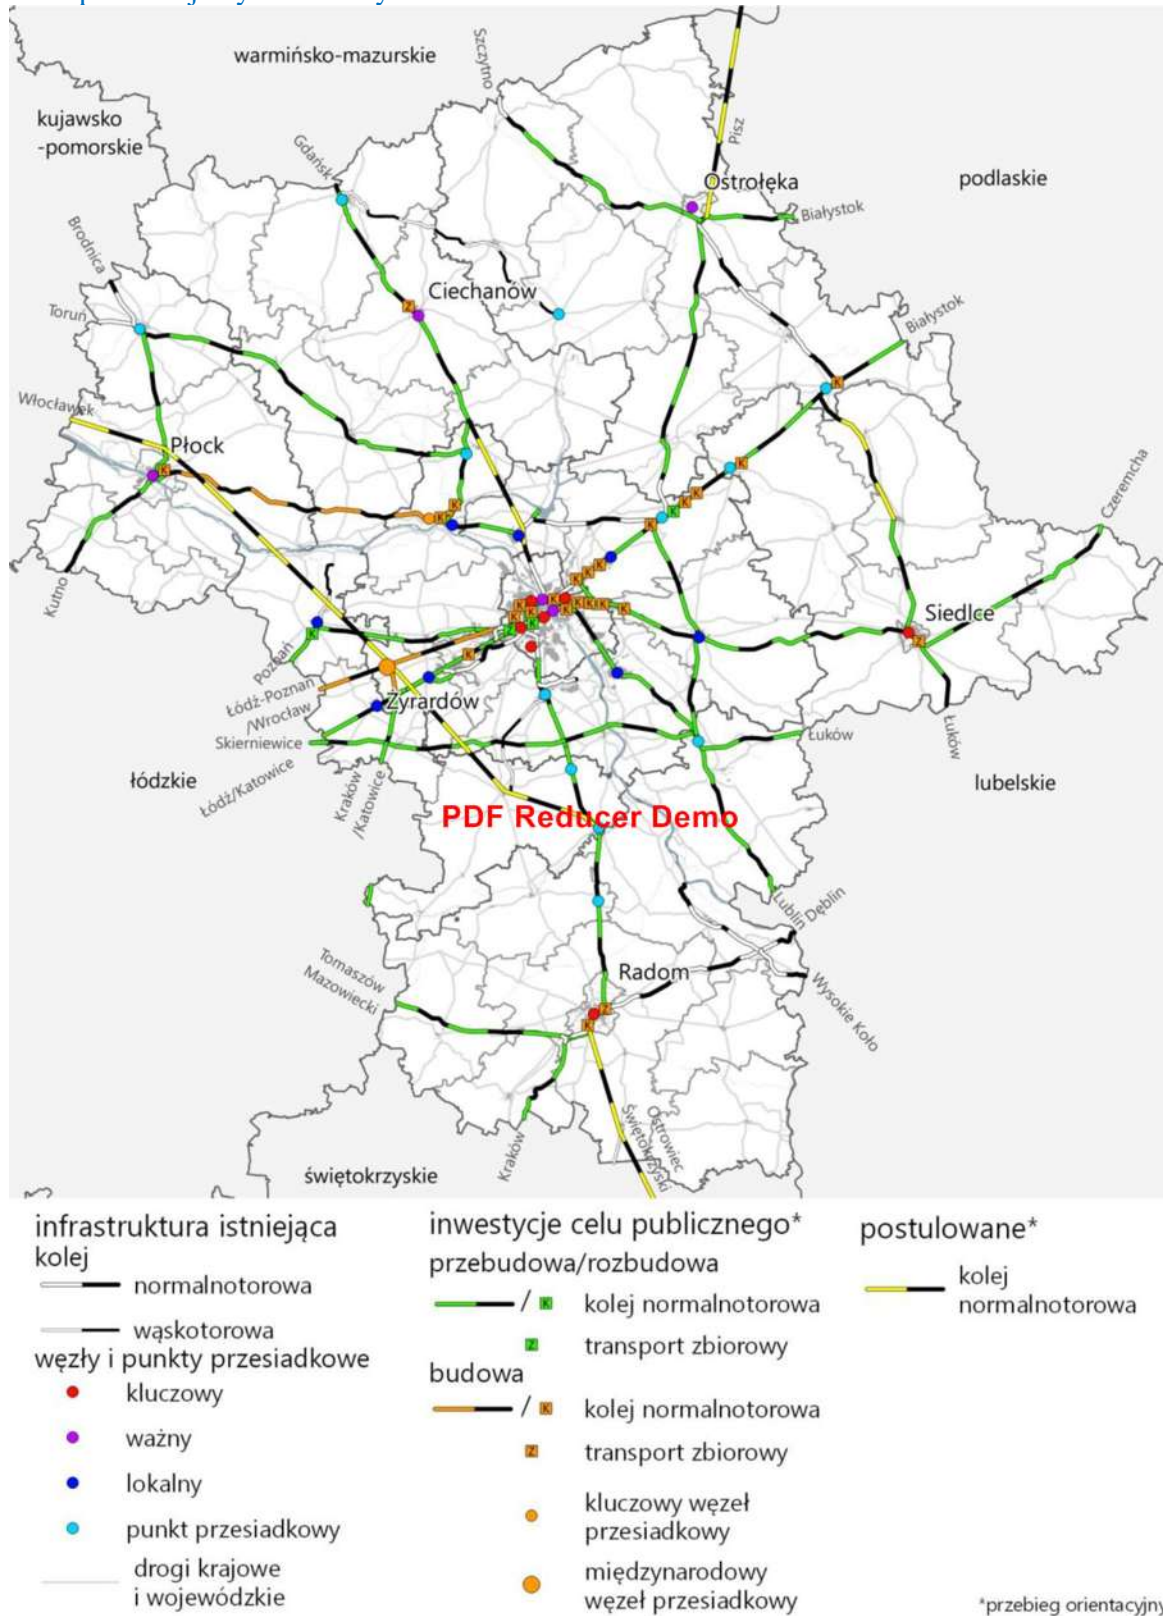 warmińsko-mazurskie
Szczytno
kujawsko
-pomorskie
Gdańsk
Pisz
Ostrołęka
podlaskie
Białystok
Brodnica
Ciechanów
Toruń
Białystok
Włocławek
Płock
Czeremcha
Kutno
Siedlce
Poznań
Łódź-Poznań
/Wrocław
Żyrardów
Skierniewice
Łuków
Łuków
łódzkie
Łódź/Katowice
Kraków
/Katowice
lubelskie
PDF Reducer Demo
Lublin
Dęblin
Tomaszów
Mazowiecki
Radom
Wysokie Koło
Kraków
Ostrowiec
Świętokrzyski
świętokrzyskie
infrastruktura istniejąca
kolej
normalnotorowa
wąskotorowa
węzły i punkty przesiadkowe
kluczowy
ważny
lokalny
punkt przesiadkowy
drogi krajowe
i wojewódzkie
inwestycje celu publicznego*
przebudowa/rozbudowa
/ K kolej normalnotorowa
Z transport zbiorowy
budowa
/ K kolej normalnotorowa
Z transport zbiorowy
kluczowy węzeł
przesiadkowy
międzynarodowy
węzeł przesiadkowy
postulowane*
kolej
normalnotorowa
*przebieg orientacyjny